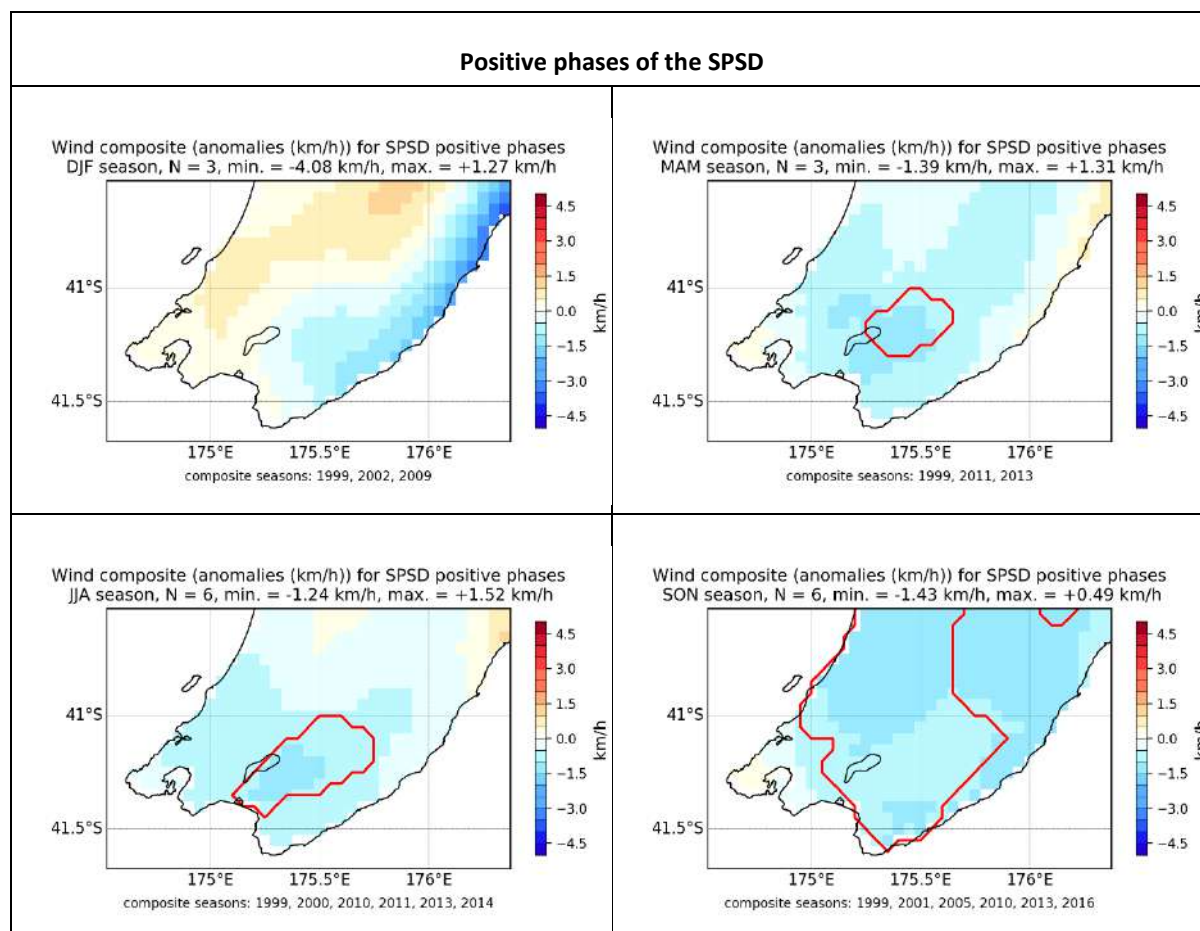 Positive phases of the SPSD
Wind composite (anomalies (km/h)) for SPSD positive phases
DJF season, N = 3, min. = -4.08 km/h, max. = +1.27 km/h
4.5
3.0
1.5
0.0
−1.5
−3.0
−4.5
km/h
41°S
41.5°S
175°E
175.5°E
176°E
composite seasons: 1999, 2002, 2009
Wind composite (anomalies (km/h)) for SPSD positive phases
MAM season, N = 3, min. = -1.39 km/h, max. = +1.31 km/h
4.5
3.0
1.5
0.0
−1.5
−3.0
−4.5
km/h
41°S
41.5°S
175°E
175.5°E
176°E
composite seasons: 1999, 2011, 2013
Wind composite (anomalies (km/h)) for SPSD positive phases
JJA season, N = 6, min. = -1.24 km/h, max. = +1.52 km/h
4.5
3.0
1.5
0.0
−1.5
−3.0
−4.5
km/h
41°S
41.5°S
175°E
175.5°E
176°E
composite seasons: 1999, 2000, 2010, 2011, 2013, 2014
Wind composite (anomalies (km/h)) for SPSD positive phases
SON season, N = 6, min. = -1.43 km/h, max. = +0.49 km/h
4.5
3.0
1.5
0.0
−1.5
−3.0
−4.5
km/h
41°S
41.5°S
175°E
175.5°E
176°E
composite seasons: 1999, 2001, 2005, 2010, 2013, 2016